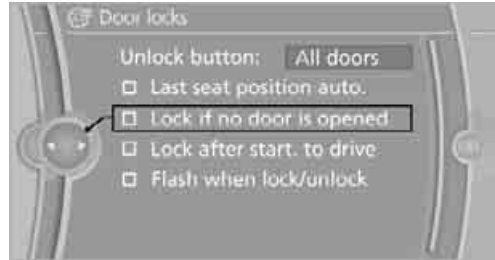 Door locks
Unlock button: All doors
Last seat position auto.
Lock if no door is opened
Lock after start. to drive
Flash when lock/unlock